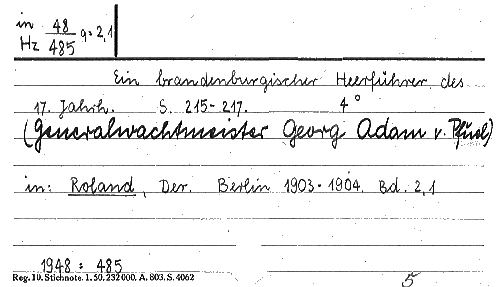 in 48 q=2,1
Hz 485
Ein brandenburgischer Heerführer des
17. Jahrh. S. 215-217. 4°
(Generalwachtmeister Georg Adam v. Pfuel)
in: Roland, Der. Berlin 1903-1904. Bd. 2,1
1948 : 485
Reg. 10. Stichnote. 1. 50. 232000. A. 803. S. 4062
5